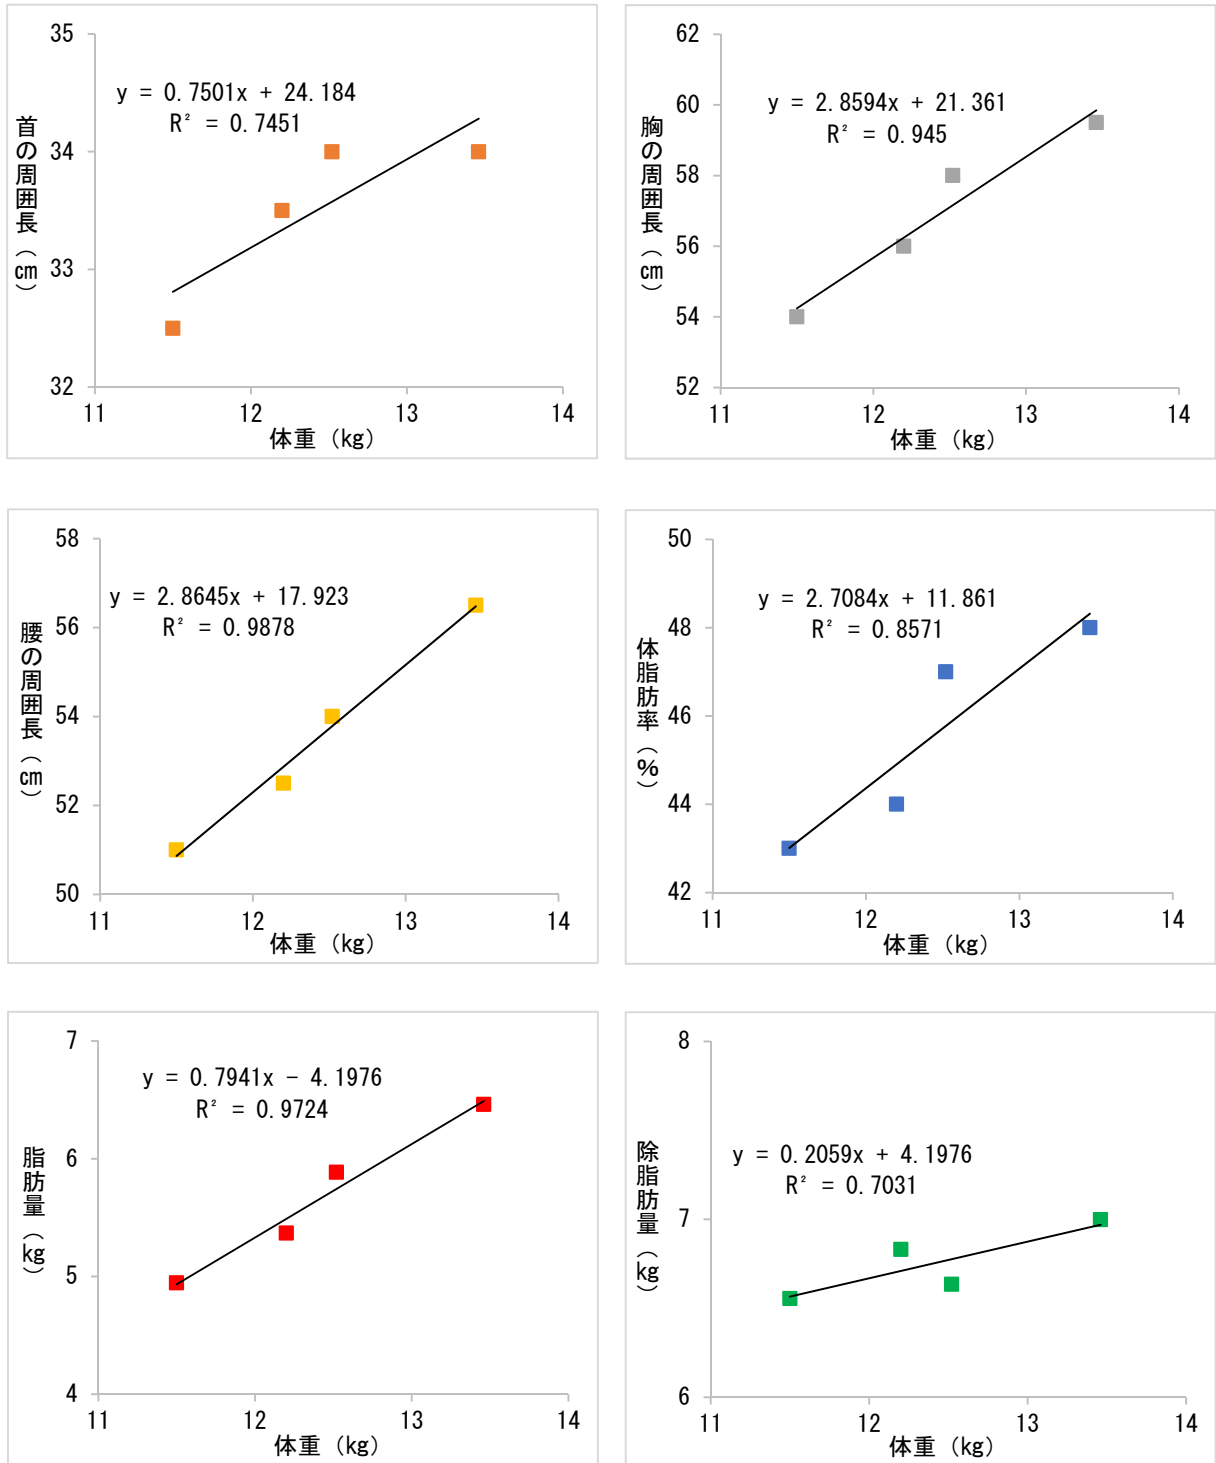 35
34
33
32
11
12
13
14
首の周囲長（cm）
体重（kg）
y = 0.7501x + 24.184
R² = 0.7451
62
60
58
56
54
52
11
12
13
14
胸の周囲長（cm）
体重（kg）
y = 2.8594x + 21.361
R² = 0.945
58
56
54
52
50
11
12
13
14
腰の周囲長（cm）
体重（kg）
y = 2.8645x + 17.923
R² = 0.9878
50
48
46
44
42
11
12
13
14
体脂肪率（%）
体重（kg）
y = 2.7084x + 11.861
R² = 0.8571
7
6
5
4
11
12
13
14
脂肪量（kg）
体重（kg）
y = 0.7941x − 4.1976
R² = 0.9724
8
7
6
11
12
13
14
除脂肪量（kg）
体重（kg）
y = 0.2059x + 4.1976
R² = 0.7031